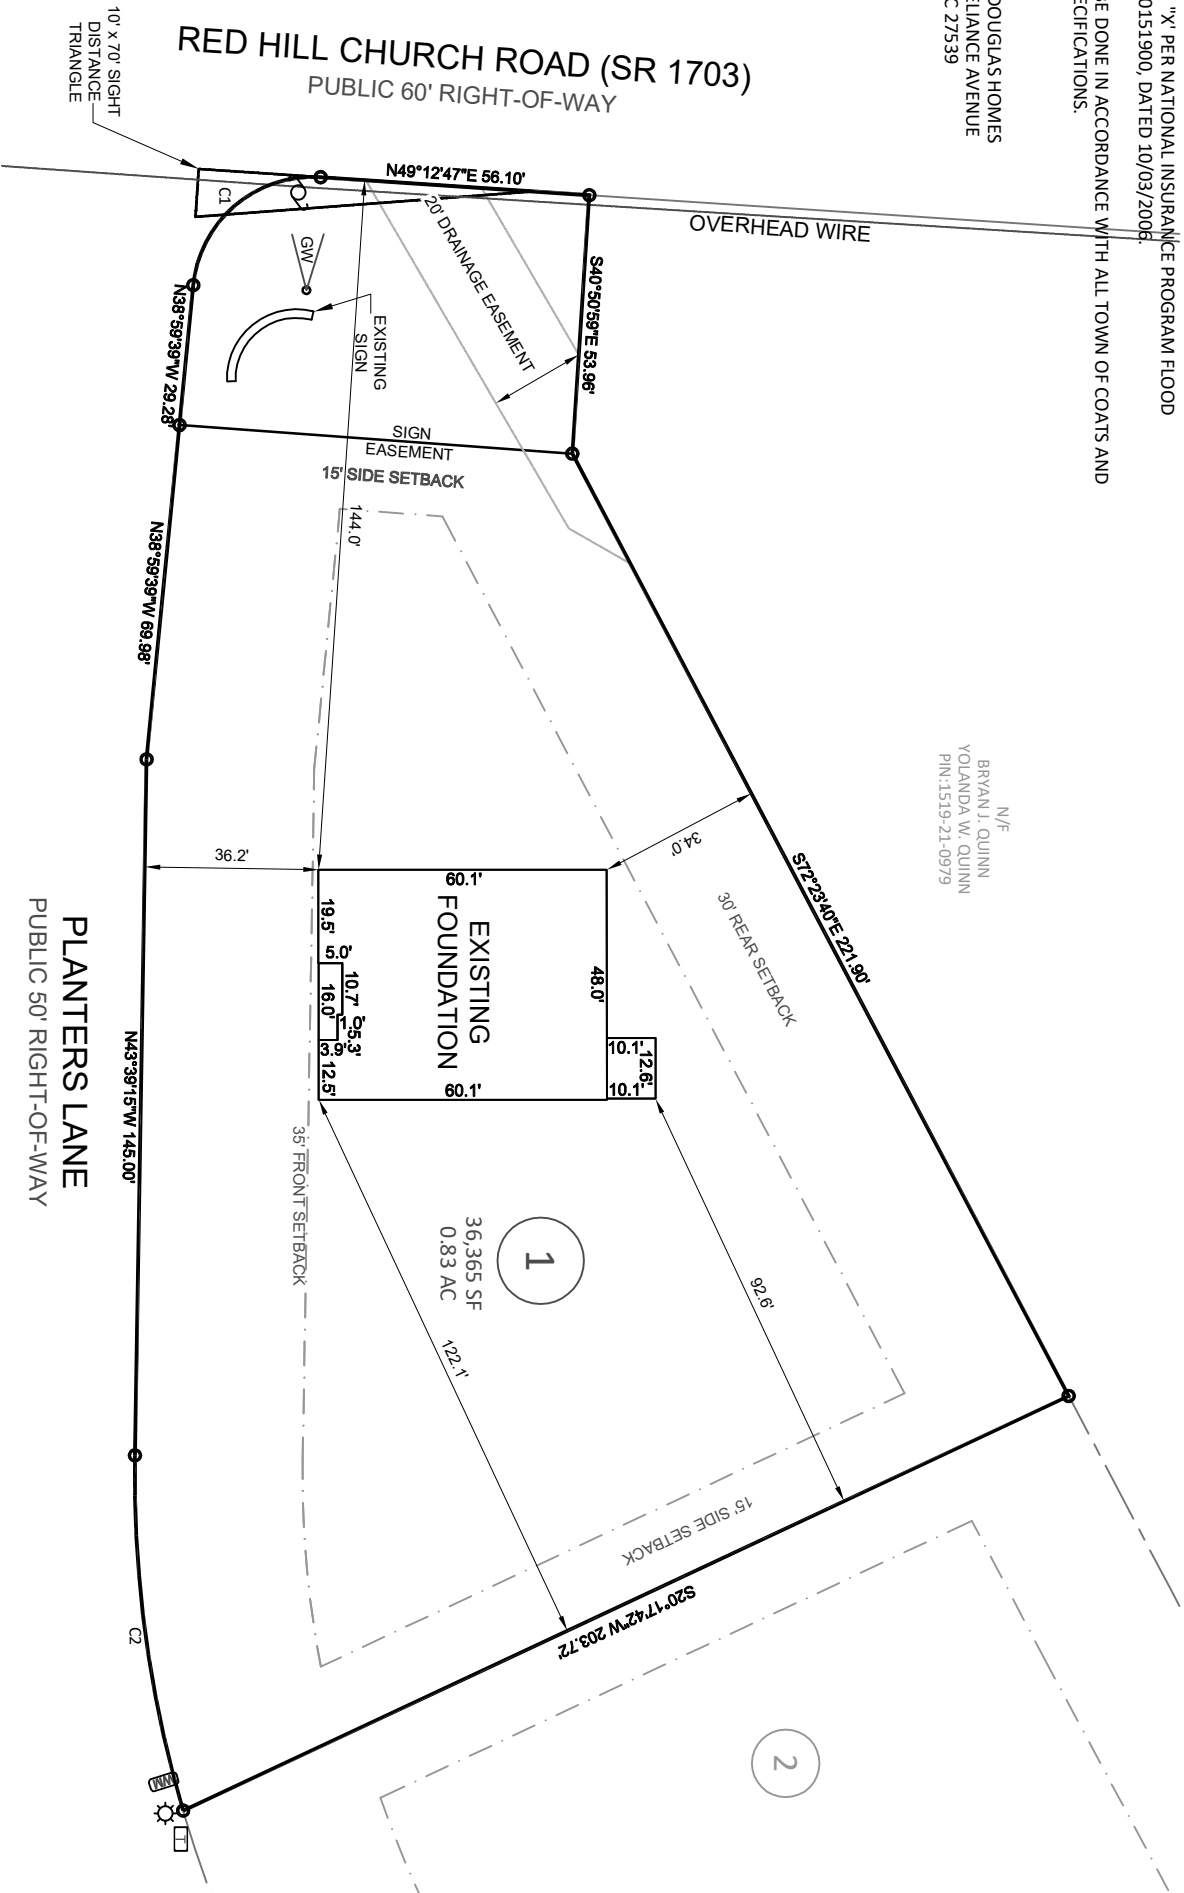 "X' PER NATIONAL INSURANCE PROGRAM FLOOD
0151900, DATED 10/03/2006.
GE DONE IN ACCORDANCE WITH ALL TOWN OF COATS AND
ECIFICATIONS.
DOUGLAS HOMES
ELIANCE AVENUE
C 27539
RED HILL CHURCH ROAD (SR 1703)
PUBLIC 60' RIGHT-OF-WAY
10' x 70' SIGHT
DISTANCE
TRIANGLE
C1
N49°12'47"E 56.10'
OVERHEAD WIRE
GW
20' DRAINAGE EASEMENT
S40°50'59"E 53.96'
EXISTING
SIGN
N38°59'39"W 29.28'
SIGN
EASEMENT
15' SIDE SETBACK
144.0'
N38°59'39"W 69.98'
N/F
BRYAN J. QUINN
YOLANDA W. QUINN
PIN:1519-21-0979
34.0'
S72°23'40"E 221.90'
30' REAR SETBACK
36.2'
60.1'
EXISTING
FOUNDATION
48.0'
19.5'
5.0'
10.7'
16.0'
1.0'
5.3'
3.9'
12.5'
60.1'
10.1'
12.6'
10.1'
PLANTERS LANE
PUBLIC 50' RIGHT-OF-WAY
N43°39'15"W 145.00'
35' FRONT SETBACK
1
36,365 SF
0.83 AC
92.6'
122.1'
15' SIDE SETBACK
S20°17'42"W 203.72'
C2
2
WM
T